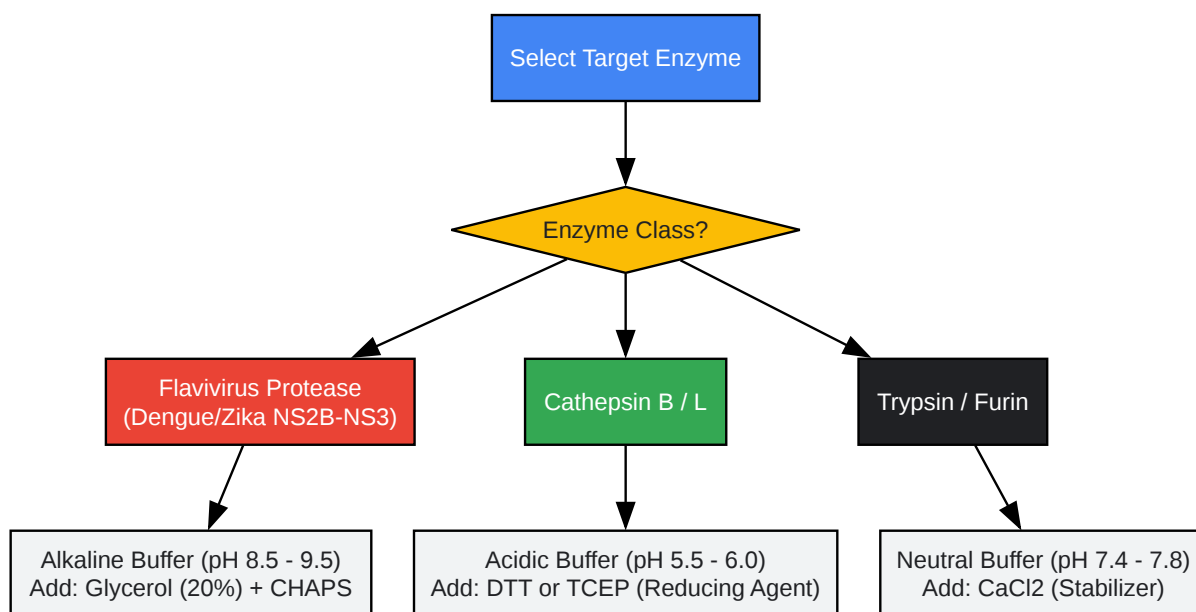 Select Target Enzyme
Enzyme Class?
Flavivirus Protease
(Dengue/Zika NS2B-NS3)
Cathepsin B / L
Trypsin / Furin
Alkaline Buffer (pH 8.5 - 9.5)
Add: Glycerol (20%) + CHAPS
Acidic Buffer (pH 5.5 - 6.0)
Add: DTT or TCEP (Reducing Agent)
Neutral Buffer (pH 7.4 - 7.8)
Add: CaCl2 (Stabilizer)